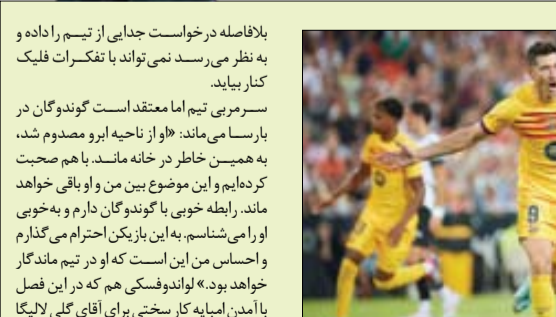 بلافاصله درخواست جدایی از تیم را داده و
به نظر می‌رسد نمی‌تواند با تفکرات فلیک
کنار بیاید.
سرمربی تیم اما معتقد است گوندوگان در
بارسا می‌ماند: «او از ناحیه ابرو مصدوم شد،
به همین خاطر در خانه ماند. با هم صحبت
کرده‌ایم و این موضوع بین من و او باقی خواهد
ماند. رابطه خوبی با گوندوگان دارم و به‌خوبی
او را می‌شناسم. به این بازیکن احترام می‌گذارم
و احساس من این است که او در تیم ماندگار
خواهد بود.» لواندوفسکی هم که در این فصل
با آمدن امباپه کار سختی برای آقای گلی لالیگا
9